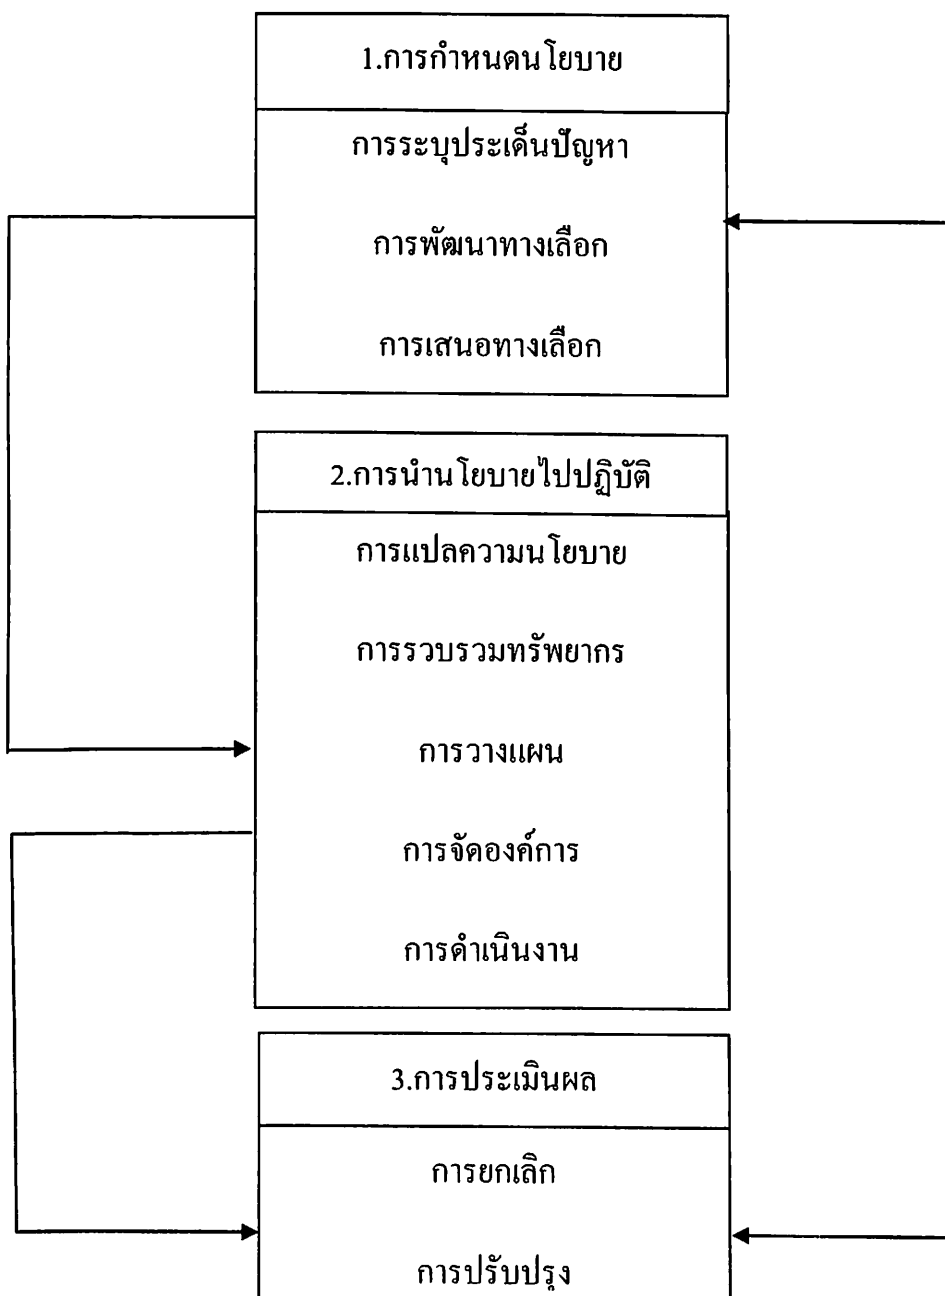 1.การกำหนดนโยบาย
การระบุประเด็นปัญหา
การพัฒนาทางเลือก
การเสนอทางเลือก
2.การนำนโยบายไปปฏิบัติ
การแปลความนโยบาย
การรวบรวมทรัพยากร
การวางแผน
การจัดองค์การ
การดำเนินงาน
3.การประเมินผล
การยกเลิก
การปรับปรุง